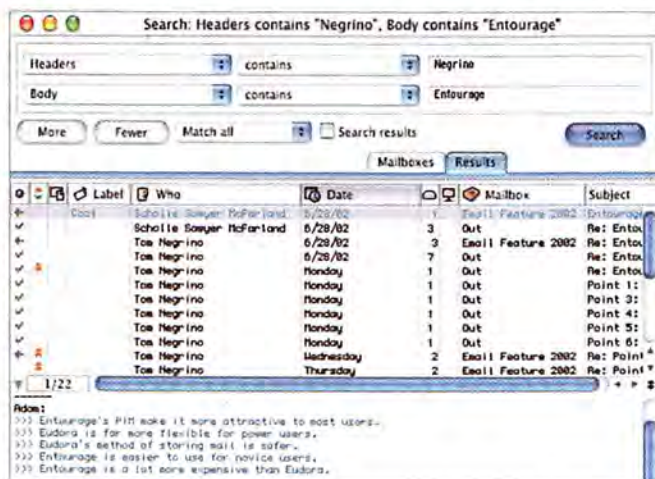 Search: Headers contains "Negrino", Body contains "Entourage"
Headers contains Negrino
Body contains Entourage
More Fewer Match all Search results Search
Mailboxes Results
Label Who Date Mailbox Subject
Cool Scholle Sawyer McFarland 6/28/02 1 Email Feature 2002 Entourage
Scholle Sawyer McFarland 6/28/02 3 Out Re: Entou
Tom Negrino 6/28/02 3 Email Feature 2002 Re: Entou
Tom Negrino 6/28/02 7 Out Re: Entou
Tom Negrino Monday 1 Out Re: Entou
Tom Negrino Monday 1 Out Point 1:
Tom Negrino Monday 1 Out Point 3:
Tom Negrino Monday 1 Out Point 4:
Tom Negrino Monday 1 Out Point 5:
Tom Negrino Monday 1 Out Point 6:
Tom Negrino Wednesday 2 Email Feature 2002 Re: Point
Tom Negrino Thursday 2 Email Feature 2002 Re: Point
1/22
Adam:
>>> Entourage's PIM make it more attractive to most users.
>>> Eudora is far more flexible for power users.
>>> Eudora's method of storing mail is safer.
>>> Entourage is easier to use for novice users.
>>> Entourage is a lot more expensive than Eudora.